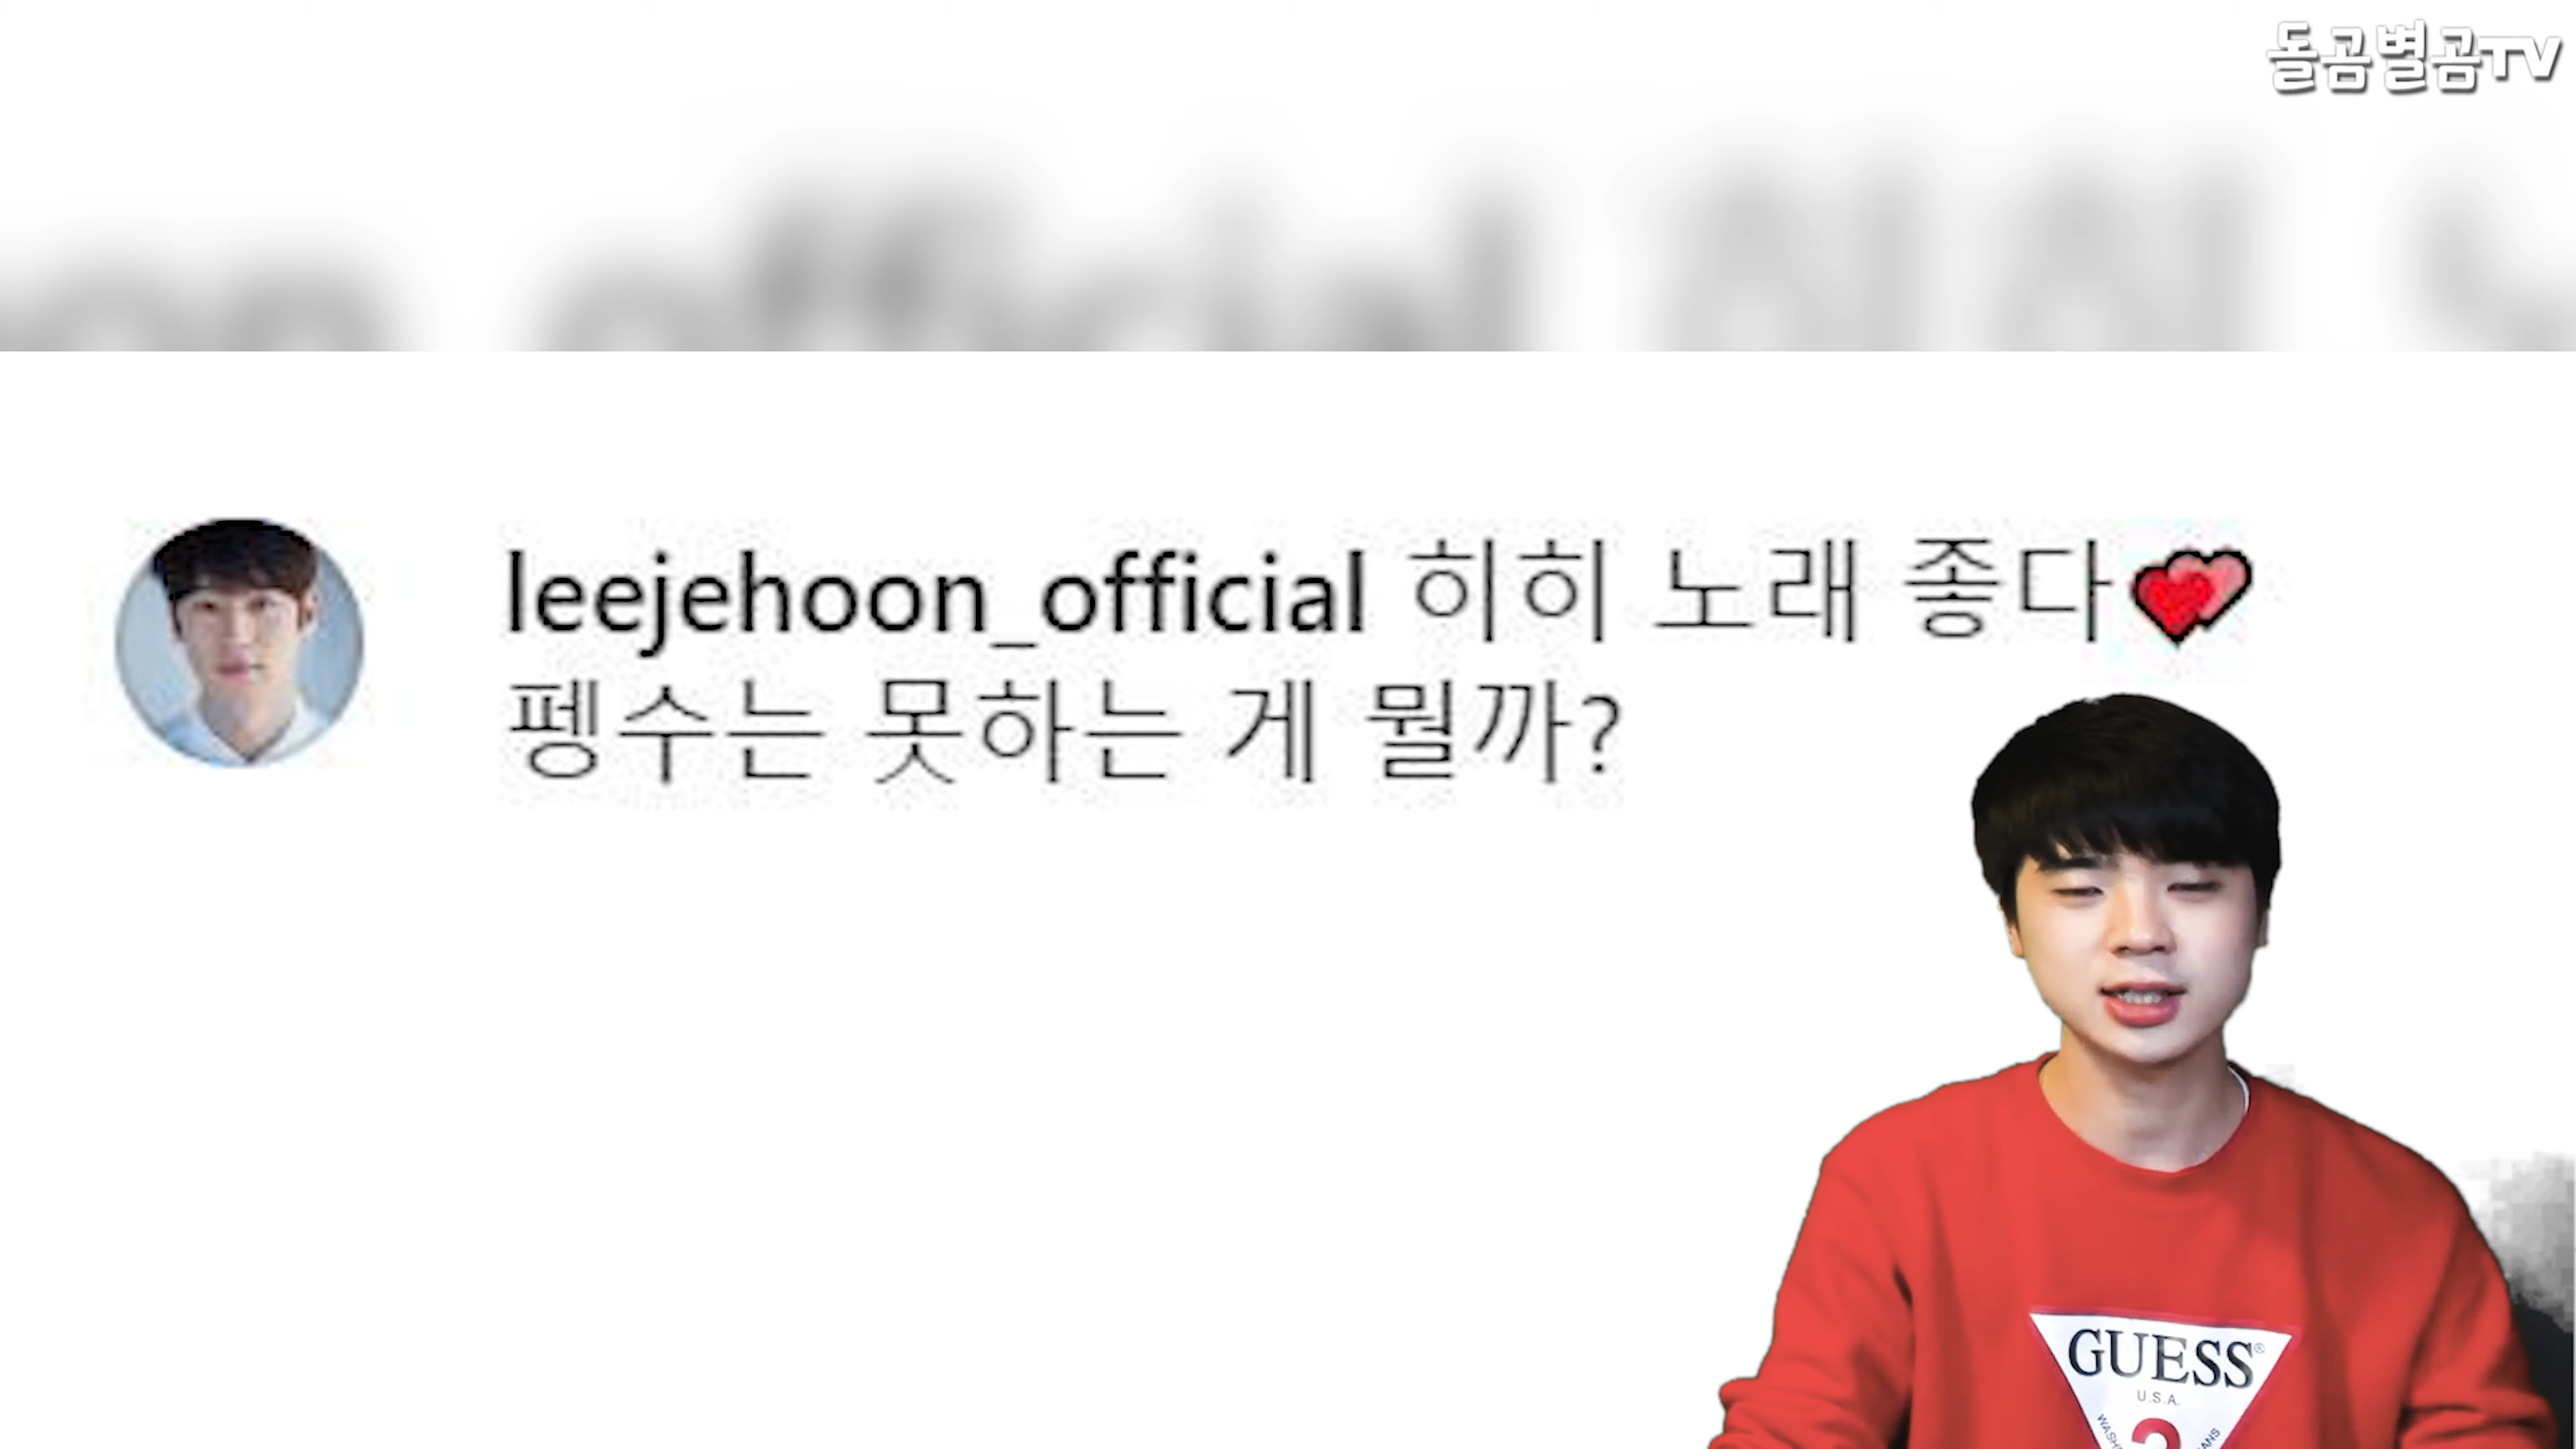 돌곰별곰TV
leejehoon_official 히히 노래 좋다💕
펭수는 못하는 게 뭘까?
GUESS®
U.S.A.
?